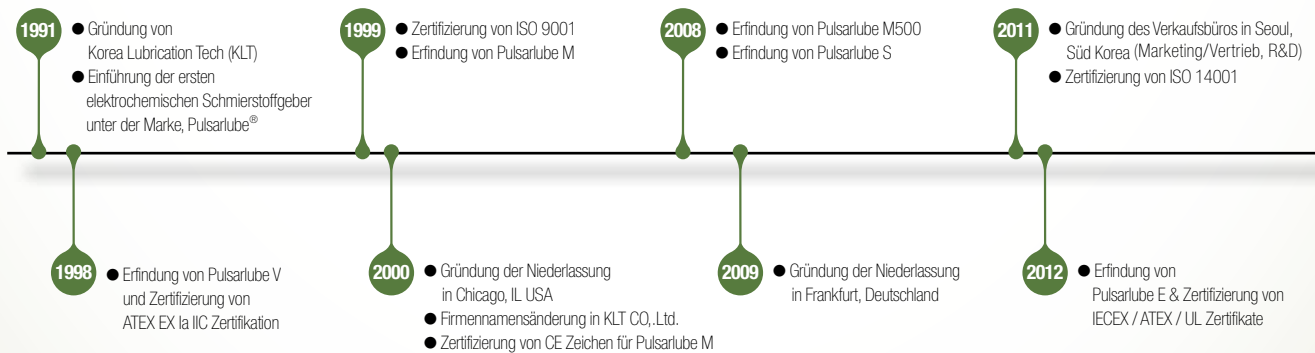 1991
● Gründung von
Korea Lubrication Tech (KLT)
● Einführung der ersten
elektrochemischen Schmierstoffgeber
unter der Marke, Pulsarlube®
1998
● Erfindung von Pulsarlube V
und Zertifizierung von
ATEX EX Ia IIC Zertifikation
1999
● Zertifizierung von ISO 9001
● Erfindung von Pulsarlube M
2000
● Gründung der Niederlassung
in Chicago, IL USA
● Firmennamensänderung in KLT CO,.Ltd.
● Zertifizierung von CE Zeichen für Pulsarlube M
2008
● Erfindung von Pulsarlube M500
● Erfindung von Pulsarlube S
2009
● Gründung der Niederlassung
in Frankfurt, Deutschland
2011
● Gründung des Verkaufsbüros in Seoul,
Süd Korea (Marketing/Vertrieb, R&D)
● Zertifizierung von ISO 14001
2012
● Erfindung von
Pulsarlube E & Zertifizierung von
IECEX / ATEX / UL Zertifikate